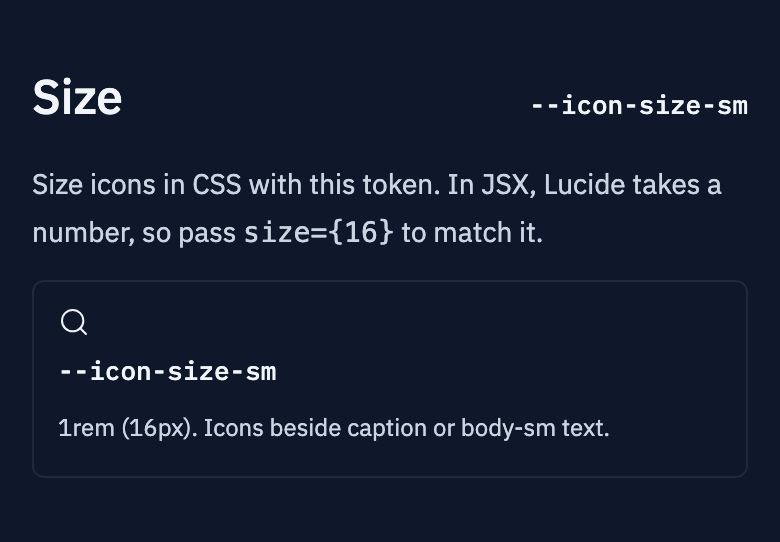 Size
--icon-size-sm
Size icons in CSS with this token. In JSX, Lucide takes a
number, so pass size={16} to match it.
--icon-size-sm
1rem (16px). Icons beside caption or body-sm text.